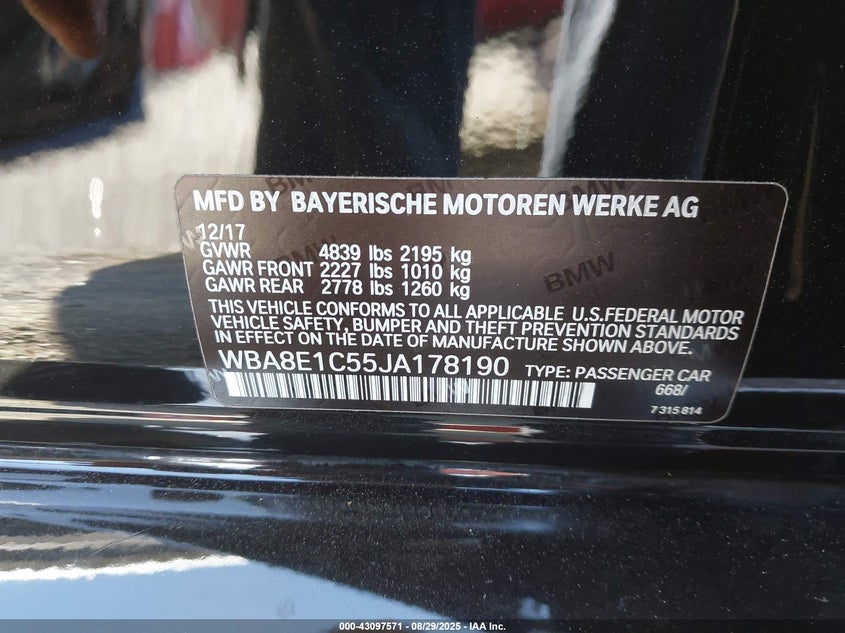 MFD BY BAYERISCHE MOTOREN WERKE AG
12/17
GVWR 4839 lbs 2195 kg
GAWR FRONT 2227 lbs 1010 kg
GAWR REAR 2778 lbs 1260 kg
THIS VEHICLE CONFORMS TO ALL APPLICABLE U.S.FEDERAL MOTOR
VEHICLE SAFETY, BUMPER AND THEFT PREVENTION STANDARDS
IN EFFECT ON DATE OF MANUFACTURE SHOWN ABOVE.
WBA8E1C55JA178190 TYPE: PASSENGER CAR
668/
7 315 814
000-43097571 - 08/29/2025 - IAA Inc.